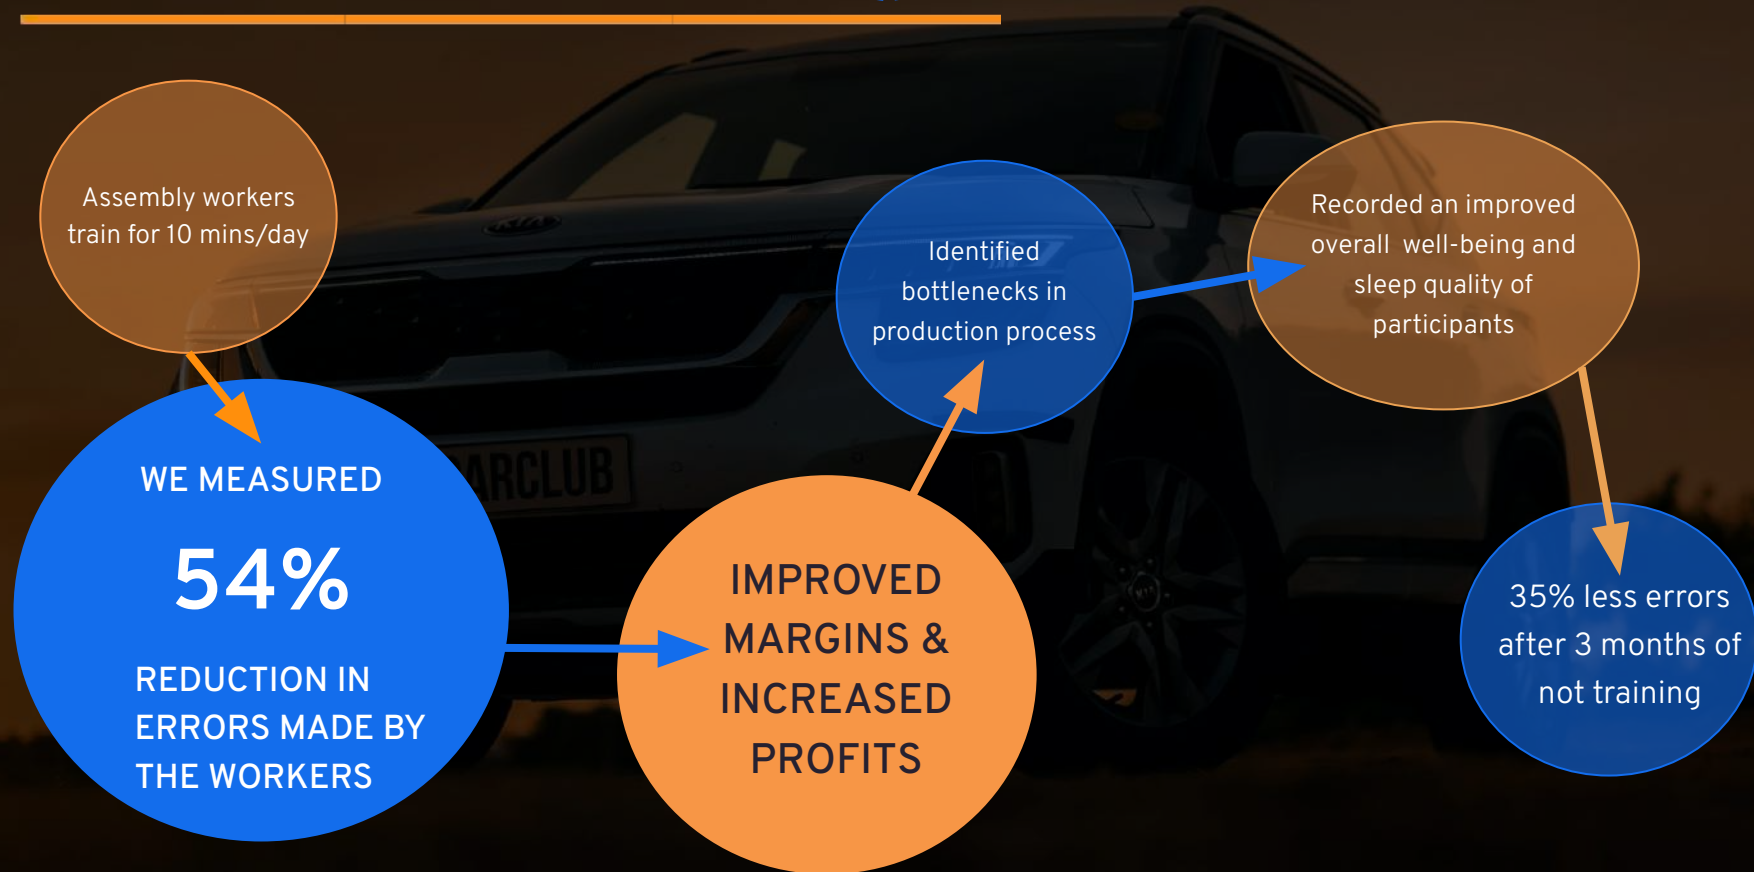 Assembly workers
train for 10 mins/day
WE MEASURED
54%
REDUCTION IN
ERRORS MADE BY
THE WORKERS
IMPROVED
MARGINS &
INCREASED
PROFITS
Identified
bottlenecks in
production process
Recorded an improved
overall well-being and
sleep quality of
participants
35% less errors
after 3 months of
not training
KIA
ARCLUB
KIA